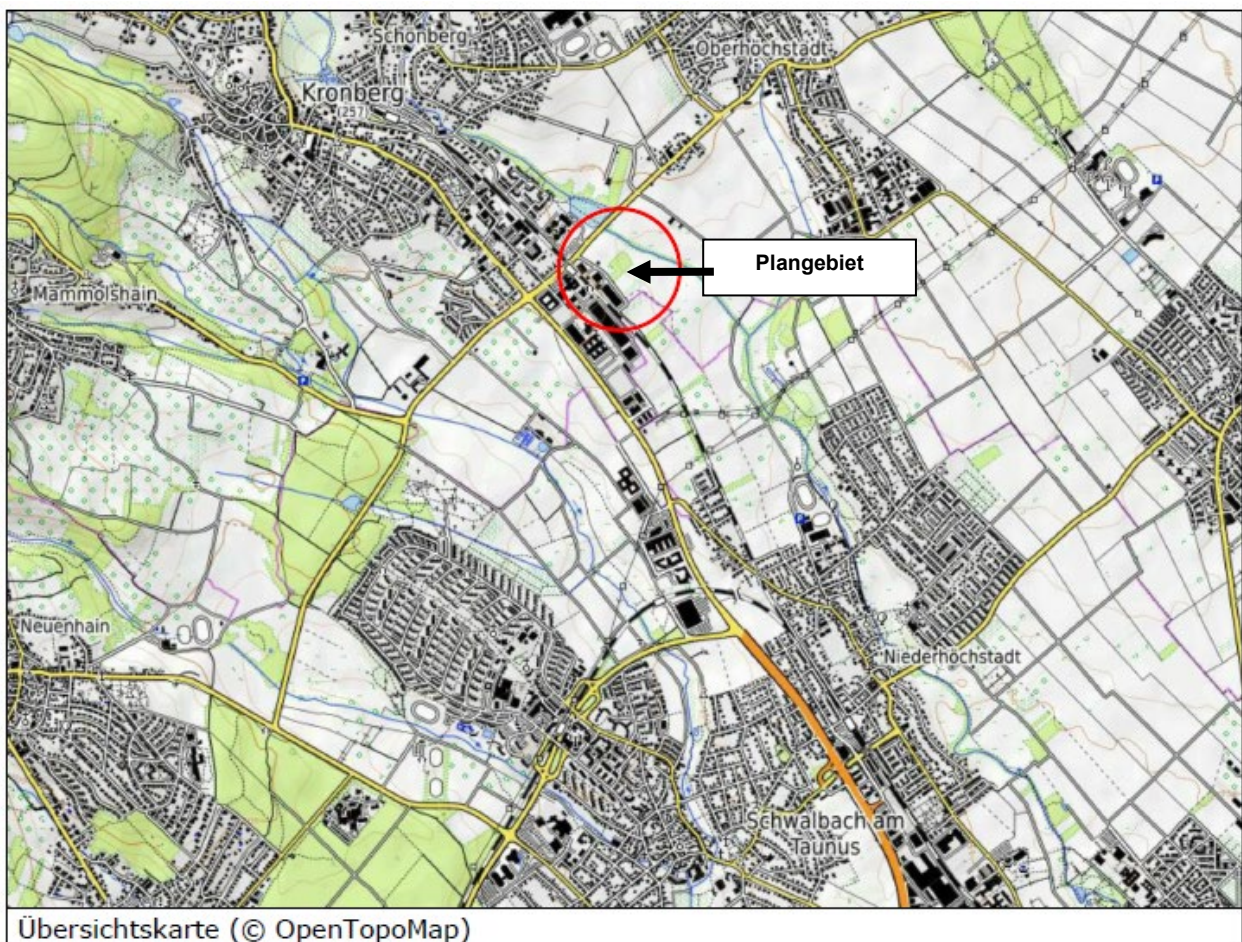 Schönberg
Oberhöchstadt
Kronberg
(257)
Plangebiet
Mammolshain
P
P
P
Neuenhain
Niederhöchstadt
Schwalbach am
Taunus
Übersichtskarte (© OpenTopoMap)